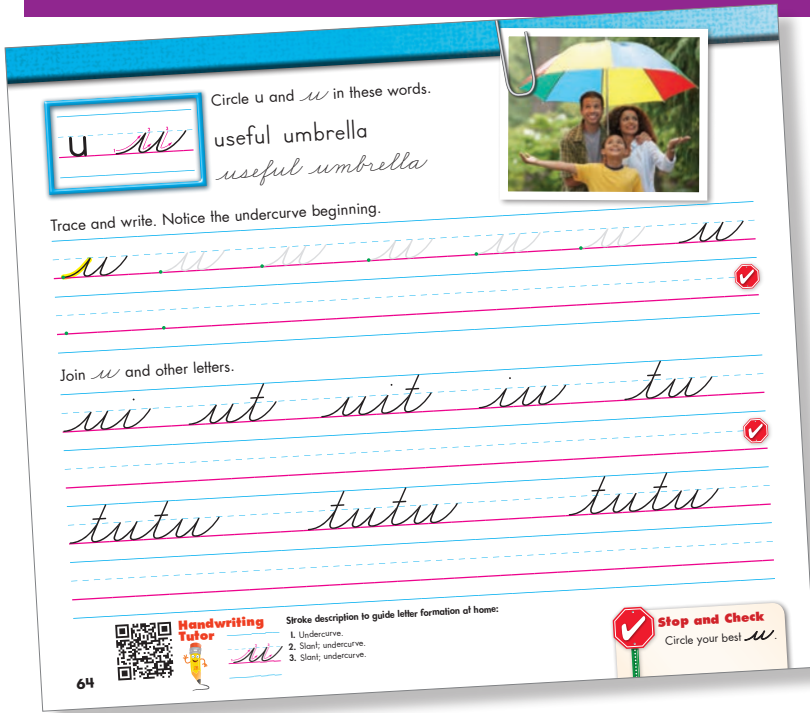 Circle u and u in these words.
u u
useful umbrella
useful umbrella
Trace and write. Notice the undercurve beginning.
u u u u u u u
Join u and other letters.
ui ut uit iu tu
tutu tutu tutu
Handwriting
Tutor
u
Stroke description to guide letter formation at home:
1. Undercurve.
2. Slant; undercurve.
3. Slant; undercurve.
Stop and Check
Circle your best u.
64